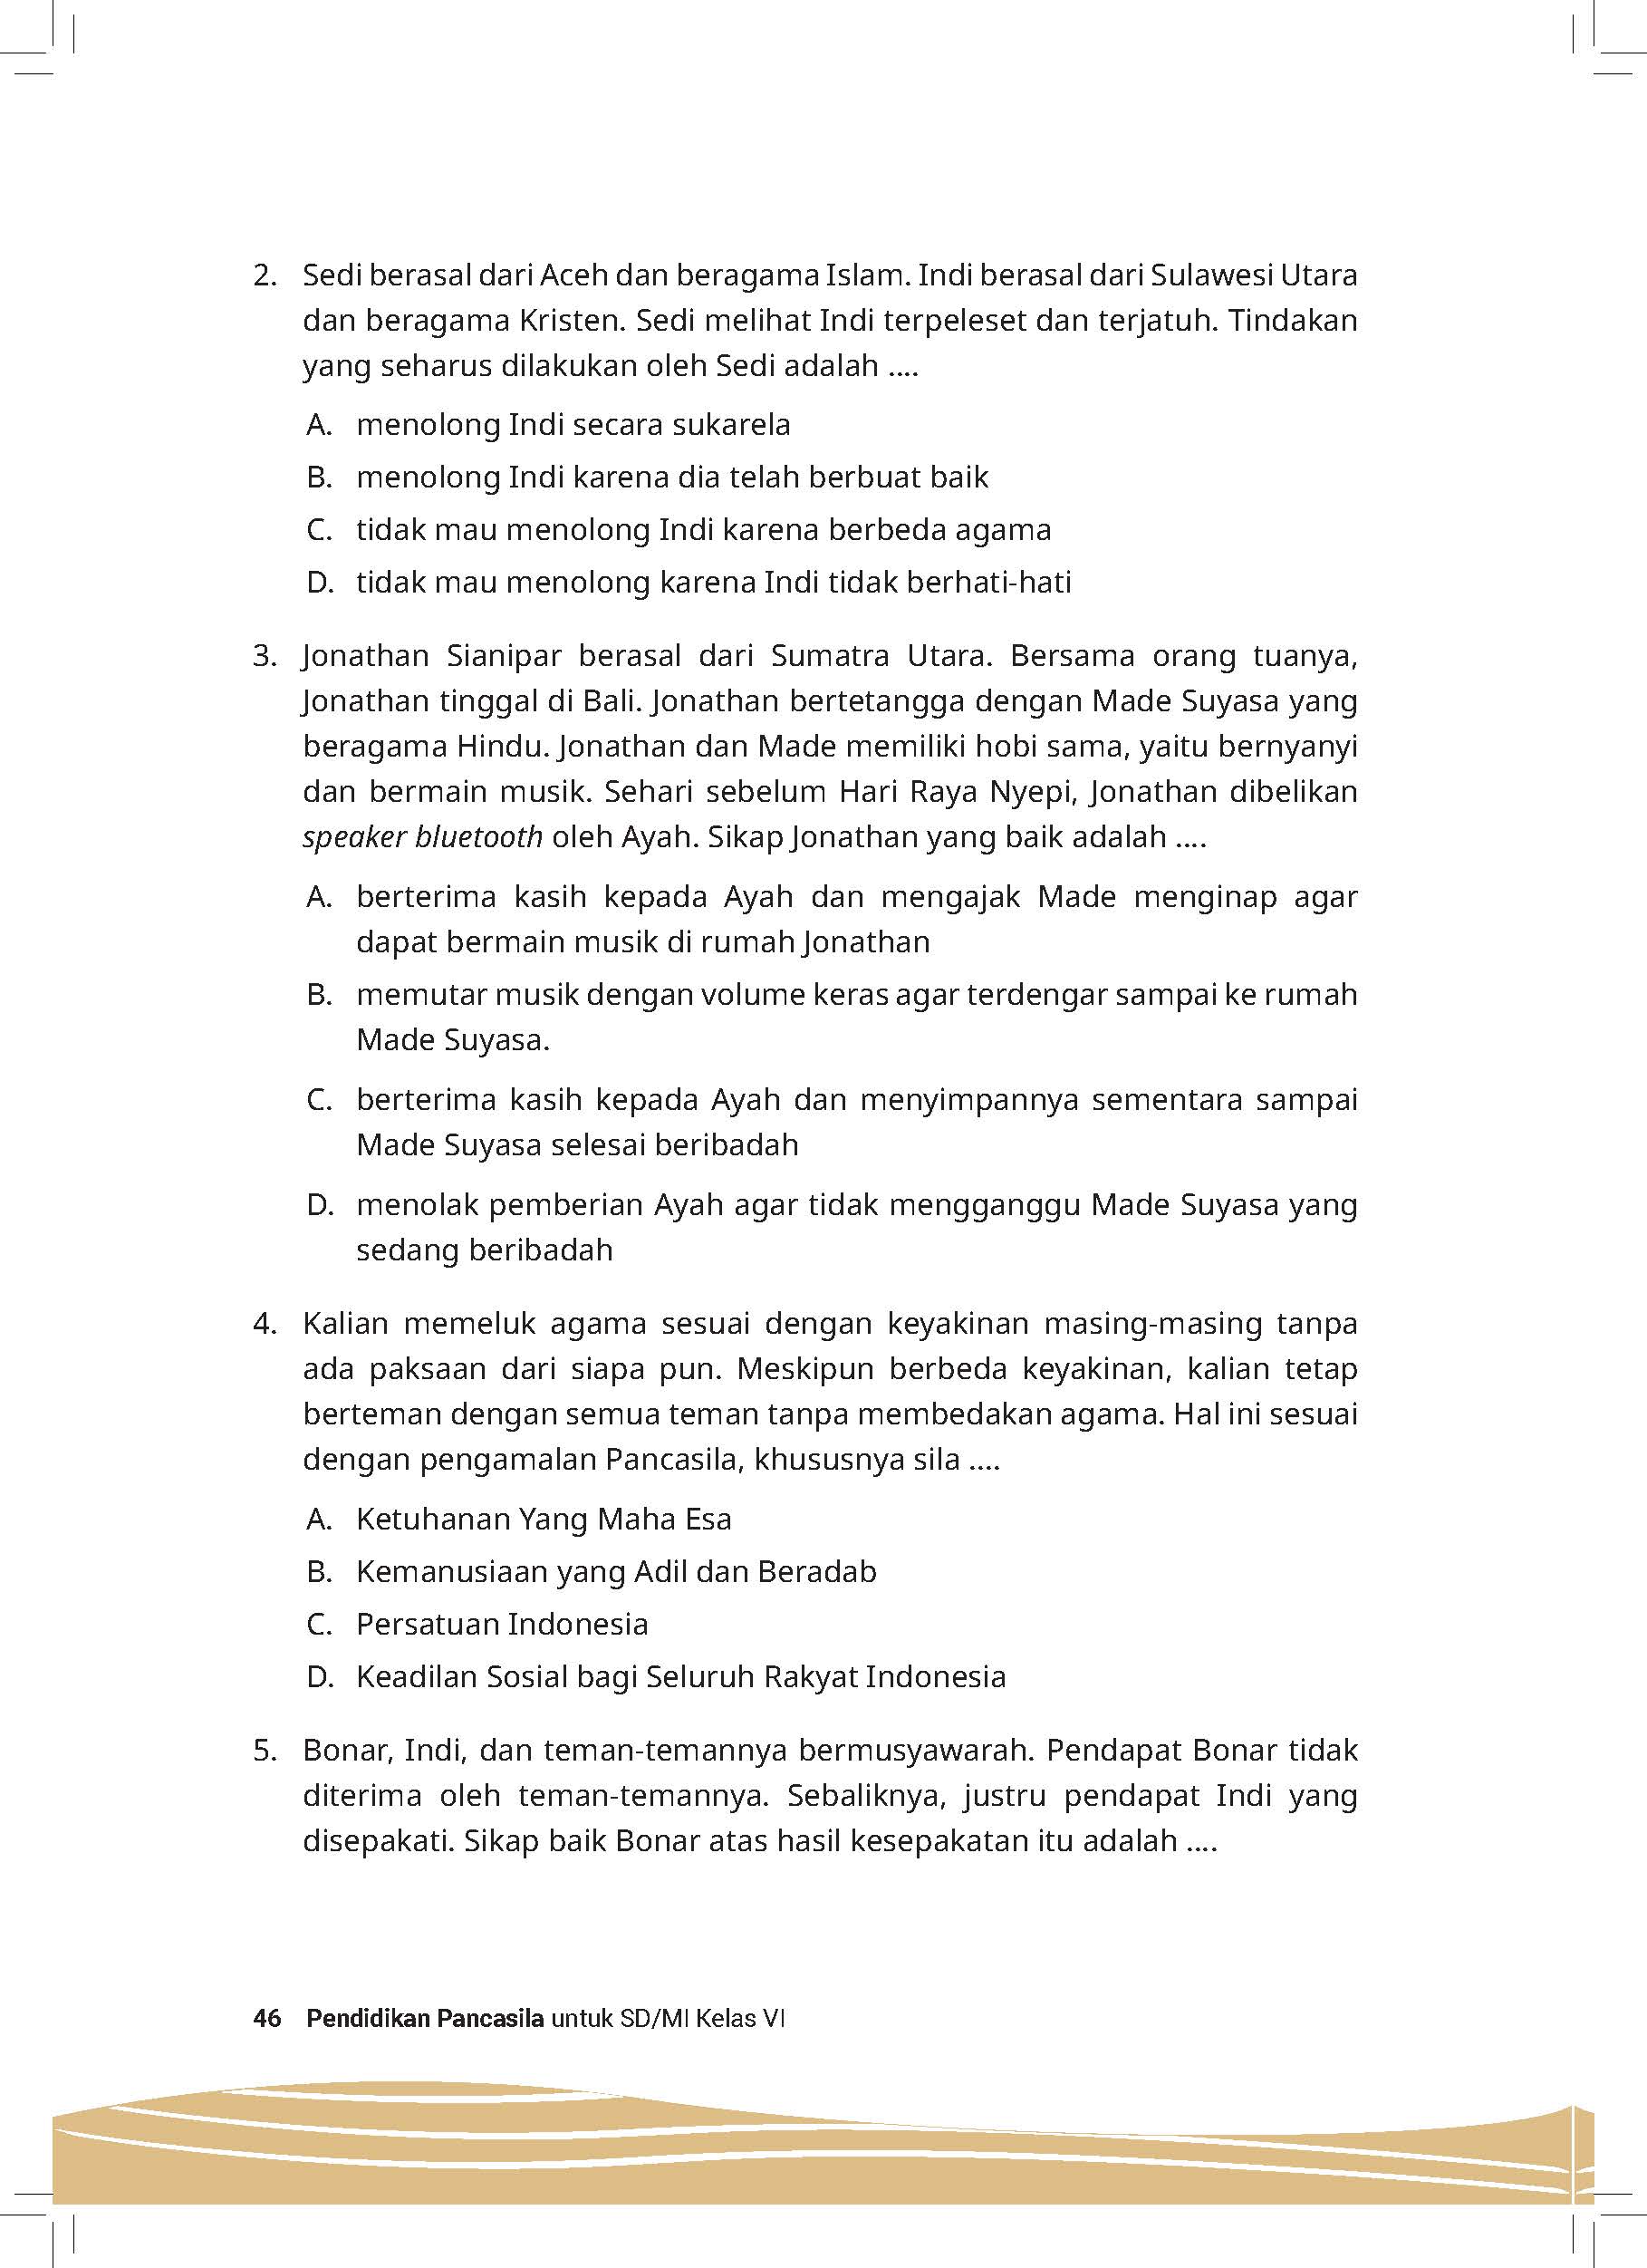 2. Sedi berasal dari Aceh dan beragama Islam. Indi berasal dari Sulawesi Utara
dan beragama Kristen. Sedi melihat Indi terpeleset dan terjatuh. Tindakan
yang seharus dilakukan oleh Sedi adalah ....
A. menolong Indi secara sukarela
B. menolong Indi karena dia telah berbuat baik
C. tidak mau menolong Indi karena berbeda agama
D. tidak mau menolong karena Indi tidak berhati-hati
3. Jonathan Sianipar berasal dari Sumatra Utara. Bersama orang tuanya,
Jonathan tinggal di Bali. Jonathan bertetangga dengan Made Suyasa yang
beragama Hindu. Jonathan dan Made memiliki hobi sama, yaitu bernyanyi
dan bermain musik. Sehari sebelum Hari Raya Nyepi, Jonathan dibelikan
speaker bluetooth oleh Ayah. Sikap Jonathan yang baik adalah ....
A. berterima kasih kepada Ayah dan mengajak Made menginap agar
dapat bermain musik di rumah Jonathan
B. memutar musik dengan volume keras agar terdengar sampai ke rumah
Made Suyasa.
C. berterima kasih kepada Ayah dan menyimpannya sementara sampai
Made Suyasa selesai beribadah
D. menolak pemberian Ayah agar tidak mengganggu Made Suyasa yang
sedang beribadah
4. Kalian memeluk agama sesuai dengan keyakinan masing-masing tanpa
ada paksaan dari siapa pun. Meskipun berbeda keyakinan, kalian tetap
berteman dengan semua teman tanpa membedakan agama. Hal ini sesuai
dengan pengamalan Pancasila, khususnya sila ....
A. Ketuhanan Yang Maha Esa
B. Kemanusiaan yang Adil dan Beradab
C. Persatuan Indonesia
D. Keadilan Sosial bagi Seluruh Rakyat Indonesia
5. Bonar, Indi, dan teman-temannya bermusyawarah. Pendapat Bonar tidak
diterima oleh teman-temannya. Sebaliknya, justru pendapat Indi yang
disepakati. Sikap baik Bonar atas hasil kesepakatan itu adalah ....
46 Pendidikan Pancasila untuk SD/MI Kelas VI